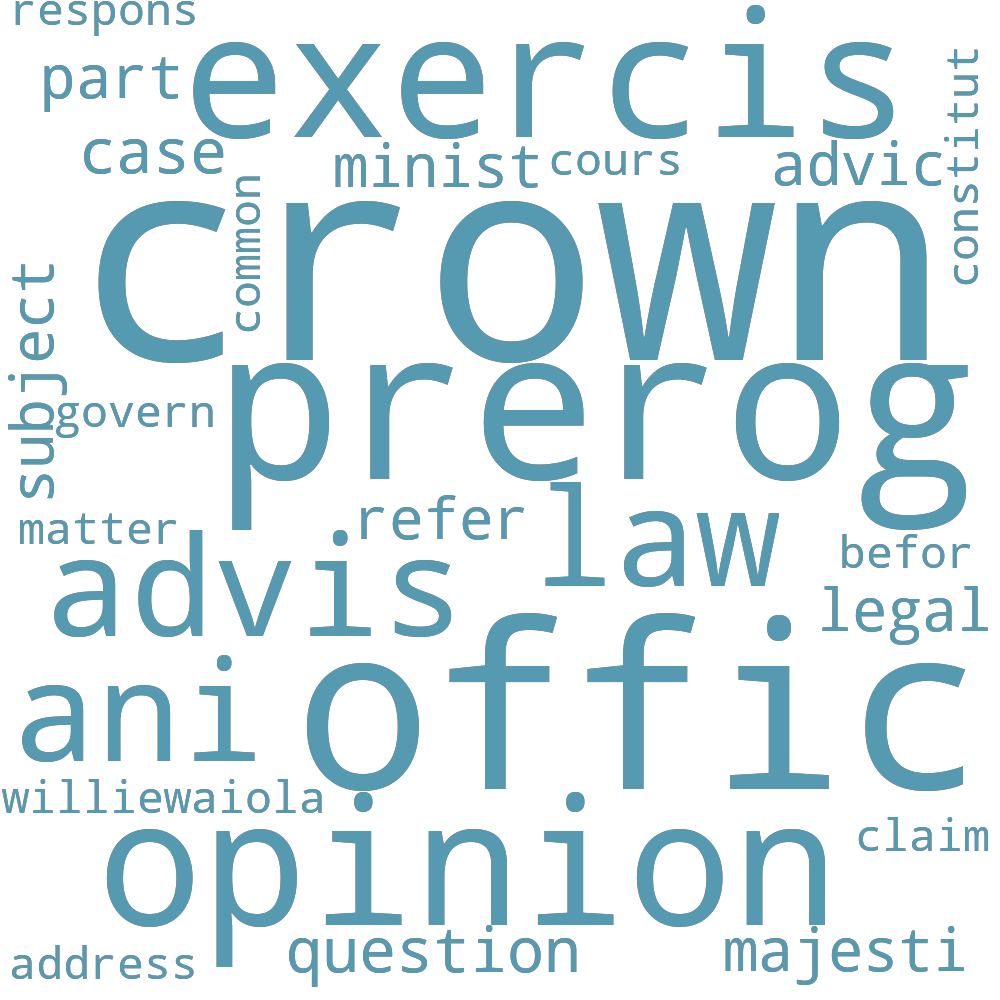 respons
exercis
part
constitut
case
minist
cours
advic
common
crown
subject
prerog
govern
refer
law
matter
advis
befor
legal
offic
ani
williewaiola
opinion
claim
question
majesti
address